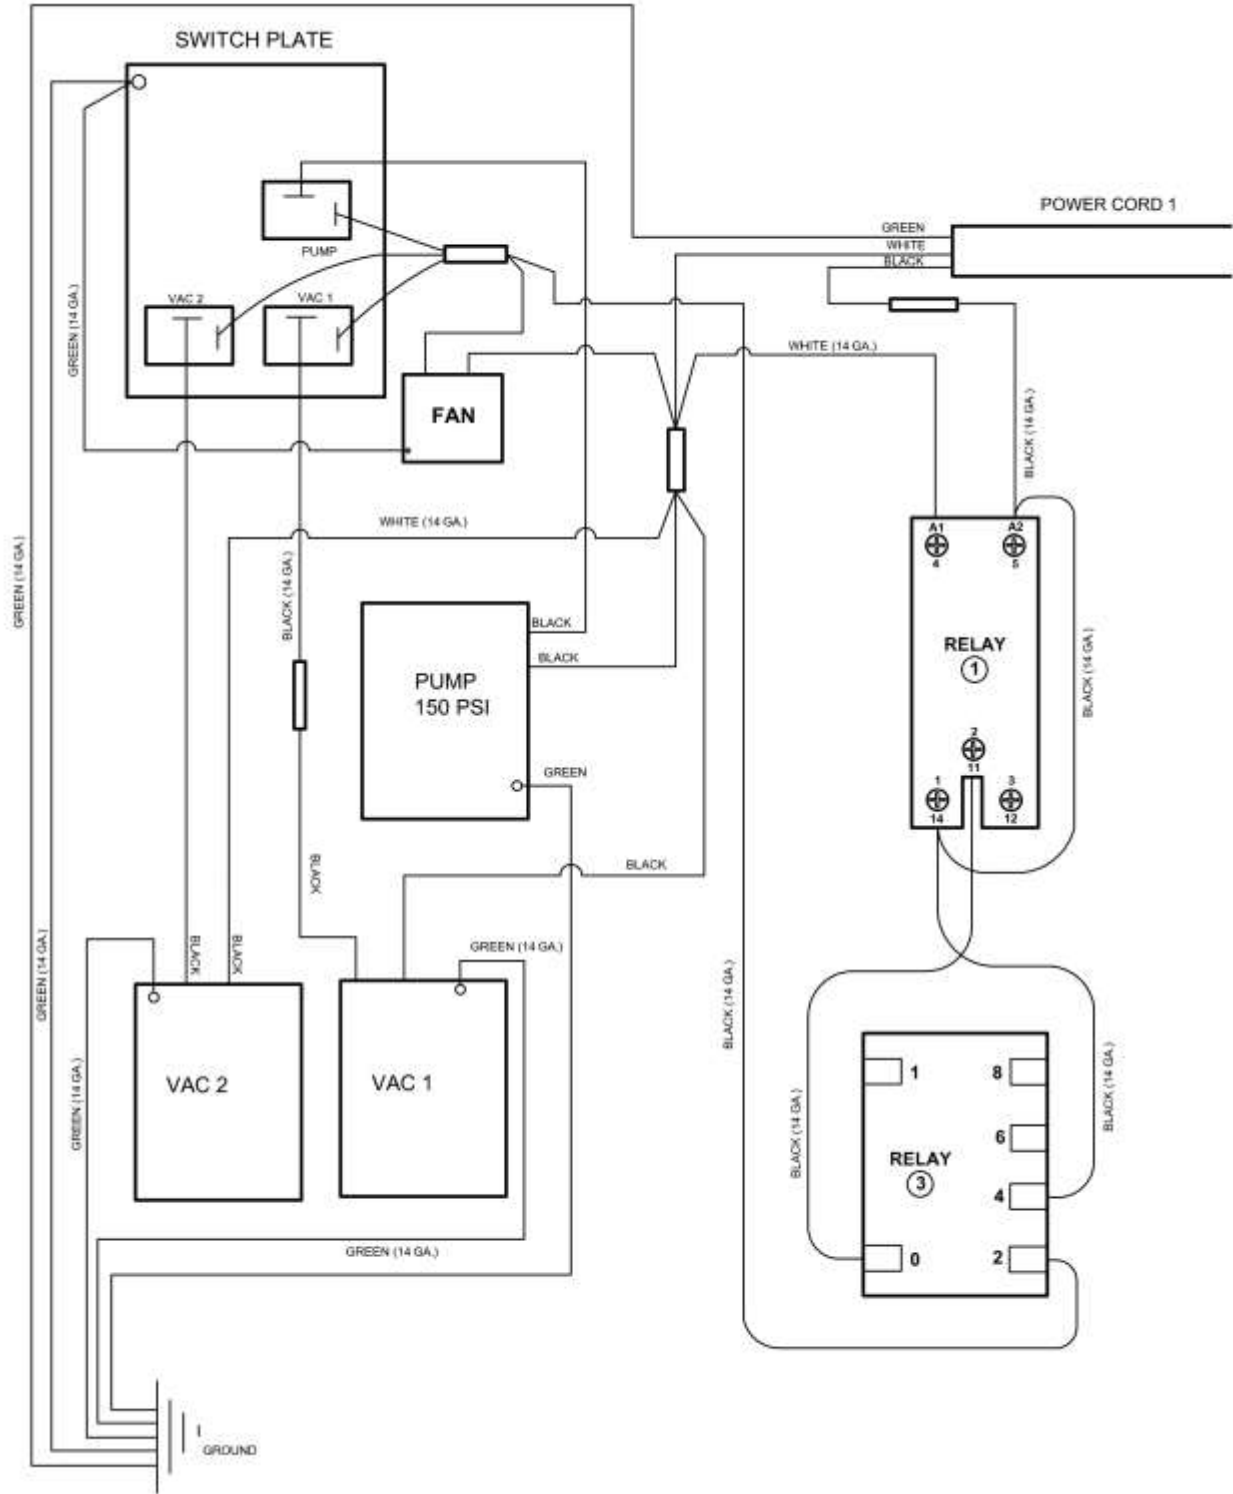 SWITCH PLATE
POWER CORD 1
GREEN
WHITE
BLACK
PUMP
VAC 2
VAC 1
GREEN (14 GA.)
WHITE (14 GA.)
FAN
BLACK (14 GA.)
WHITE (14 GA.)
A1
A2
4
5
GREEN (14 GA.)
BLACK (14 GA.)
BLACK
BLACK
RELAY
1
BLACK (14 GA.)
PUMP
150 PSI
2
11
GREEN
1
3
14
12
BLACK
BLACK
GREEN (14 GA.)
BLACK
BLACK
GREEN (14 GA.)
BLACK (14 GA.)
VAC 2
VAC 1
1
8
6
RELAY
3
4
0
2
BLACK (14 GA.)
BLACK (14 GA.)
GREEN (14 GA.)
GREEN (14 GA.)
GROUND